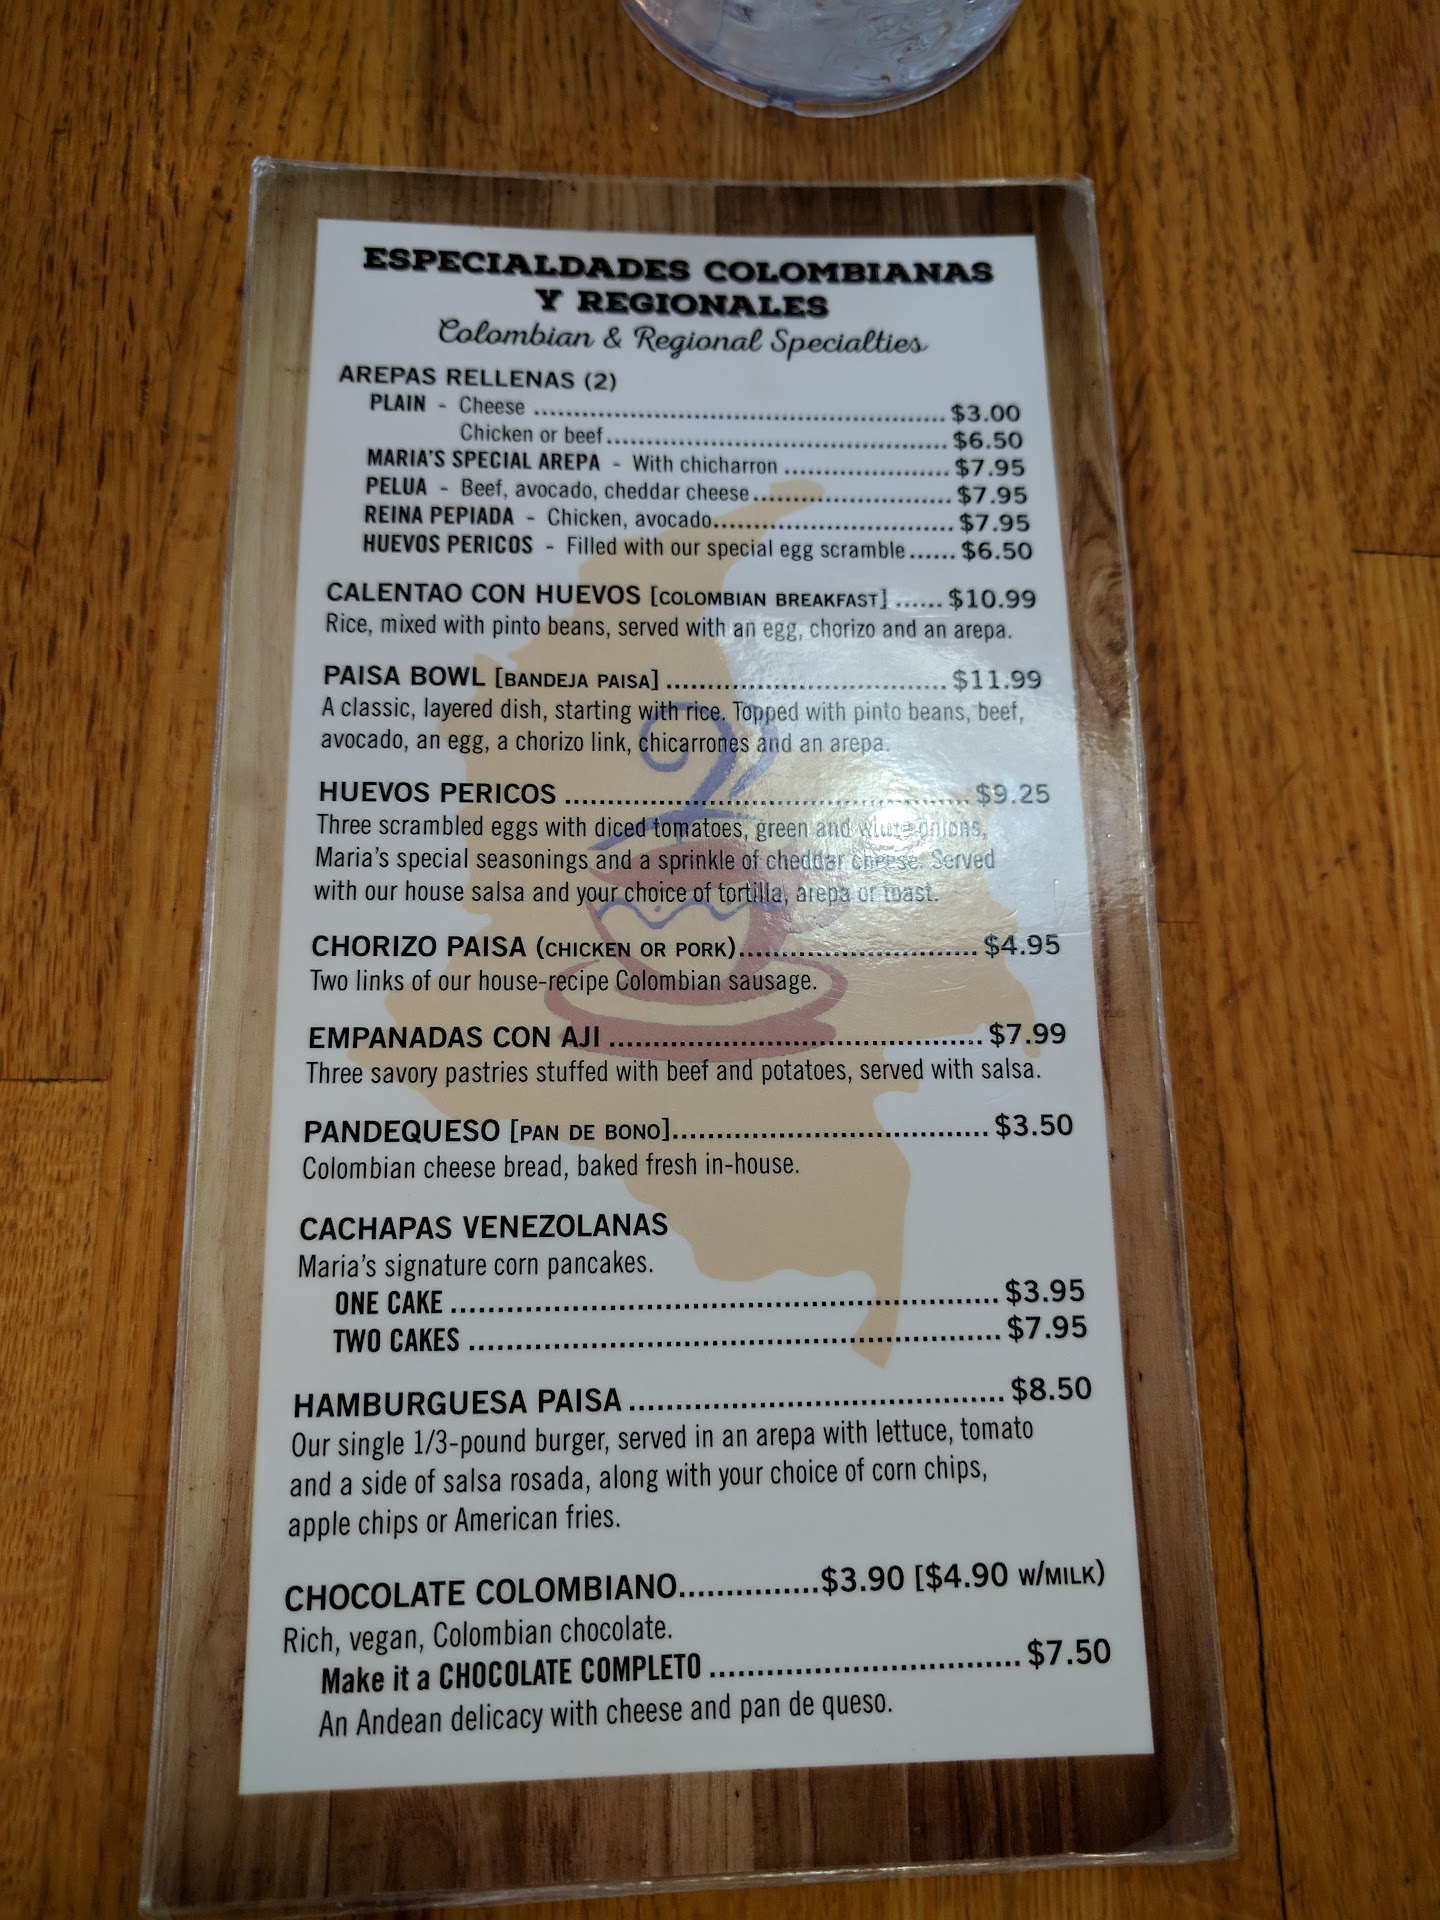 ESPECIALDADES COLOMBIANAS
Y REGIONALES
Colombian & Regional Specialties
AREPAS RELLENAS (2)
PLAIN - Cheese ........ $3.00
Chicken or beef ........ $6.50
MARIA'S SPECIAL AREPA - With chicharron ........ $7.95
PELUA - Beef, avocado, cheddar cheese ........ $7.95
REINA PEPIADA - Chicken, avocado ........ $7.95
HUEVOS PERICOS - Filled with our special egg scramble ...... $6.50
CALENTAO CON HUEVOS [COLOMBIAN BREAKFAST] ...... $10.99
Rice, mixed with pinto beans, served with an egg, chorizo and an arepa.
PAISA BOWL [BANDEJA PAISA] ........ $11.99
A classic, layered dish, starting with rice. Topped with pinto beans, beef,
avocado, an egg, a chorizo link, chicarrones and an arepa.
HUEVOS PERICOS ........ $9.25
Three scrambled eggs with diced tomatoes, green and white onions,
Maria's special seasonings and a sprinkle of cheddar cheese. Served
with our house salsa and your choice of tortilla, arepa or toast.
CHORIZO PAISA (CHICKEN OR PORK) ........ $4.95
Two links of our house-recipe Colombian sausage.
EMPANADAS CON AJI ........ $7.99
Three savory pastries stuffed with beef and potatoes, served with salsa.
PANDEQUESO [PAN DE BONO] ........ $3.50
Colombian cheese bread, baked fresh in-house.
CACHAPAS VENEZOLANAS
Maria's signature corn pancakes.
ONE CAKE ........ $3.95
TWO CAKES ........ $7.95
HAMBURGUESA PAISA ........ $8.50
Our single 1/3-pound burger, served in an arepa with lettuce, tomato
and a side of salsa rosada, along with your choice of corn chips,
apple chips or American fries.
CHOCOLATE COLOMBIANO ........ $3.90 [$4.90 W/MILK)
Rich, vegan, Colombian chocolate.
Make it a CHOCOLATE COMPLETO ........ $7.50
An Andean delicacy with cheese and pan de queso.